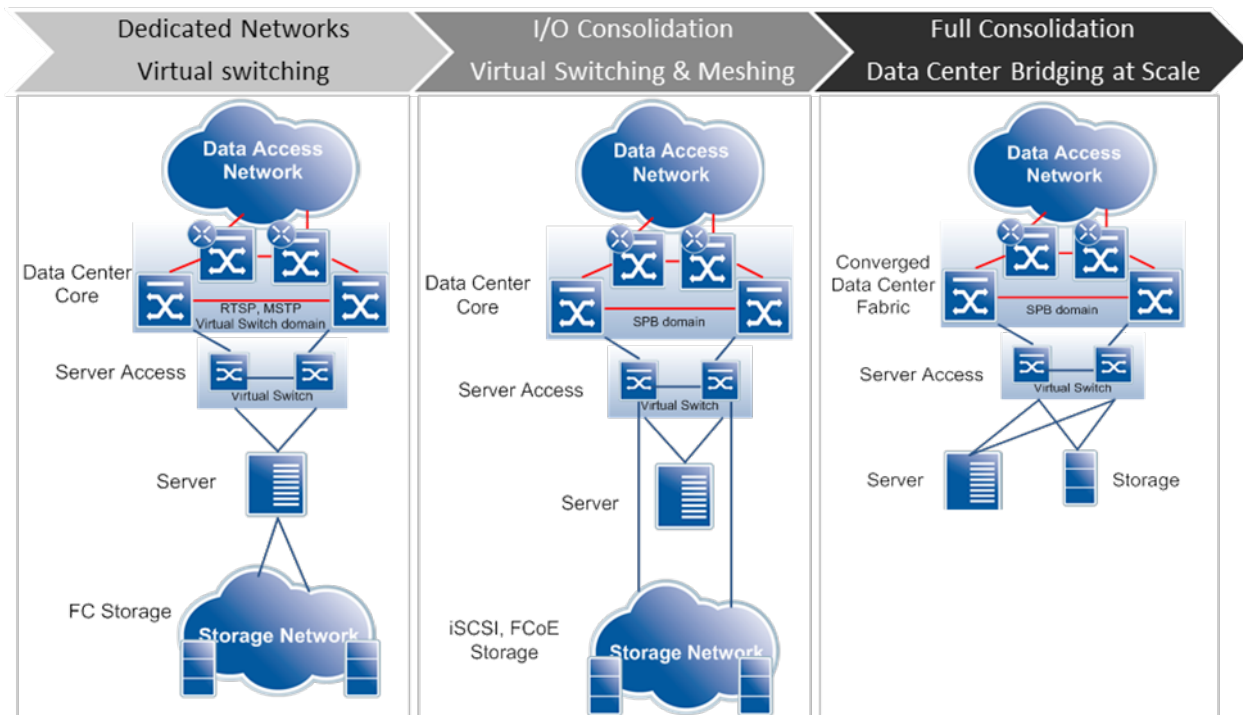 Dedicated Networks
Virtual switching
I/O Consolidation
Virtual Switching & Meshing
Full Consolidation
Data Center Bridging at Scale
Data Access
Network
Data Center
Core
RTSP, MSTP
Virtual Switch domain
Server Access
Virtual Switch
Server
FC Storage
Storage Network
Data Access
Network
Data Center
Core
SPB domain
Server Access
Virtual Switch
Server
iSCSI, FCoE
Storage
Storage Network
Data Access
Network
Converged
Data Center
Fabric
SPB domain
Server Access
Virtual Switch
Server
Storage